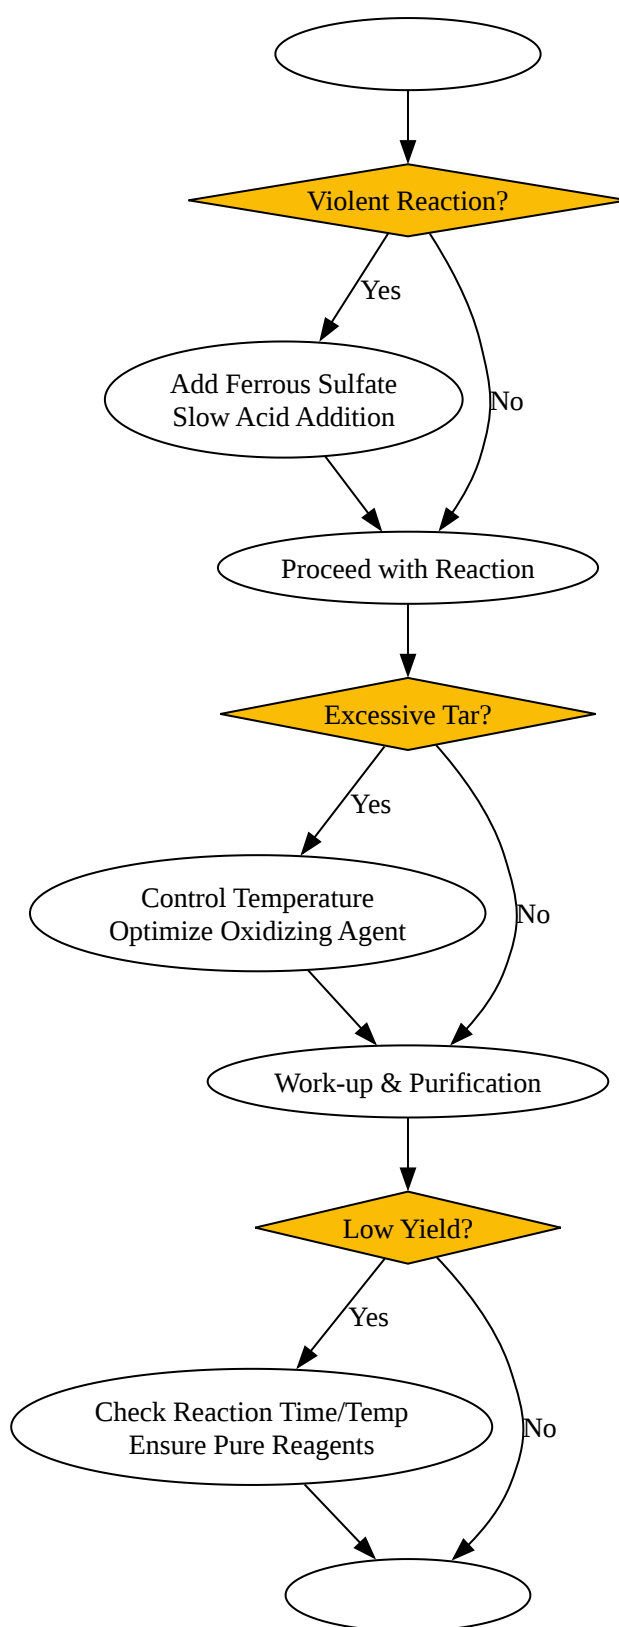 Violent Reaction?
Yes
Add Ferrous Sulfate
Slow Acid Addition
No
Proceed with Reaction
Excessive Tar?
Yes
Control Temperature
Optimize Oxidizing Agent
No
Work-up & Purification
Low Yield?
Yes
Check Reaction Time/Temp
Ensure Pure Reagents
No